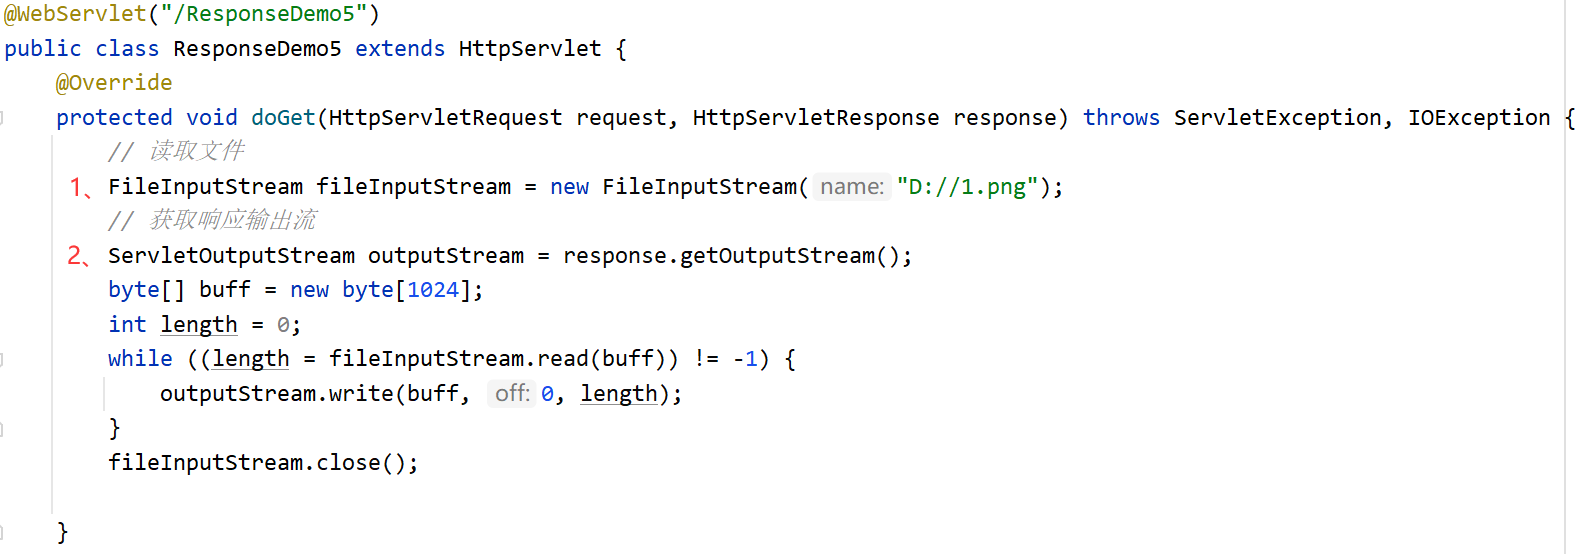 @WebServlet("/ResponseDemo5")
public class ResponseDemo5 extends HttpServlet {
@Override
protected void doGet(HttpServletRequest request, HttpServletResponse response) throws ServletException, IOException {
// 读取文件
1、 FileInputStream fileInputStream = new FileInputStream( name: "D://1.png");
// 获取响应输出流
2、 ServletOutputStream outputStream = response.getOutputStream();
byte[] buff = new byte[1024];
int length = 0;
while ((length = fileInputStream.read(buff)) != -1) {
outputStream.write(buff, off: 0, length);
}
fileInputStream.close();
}